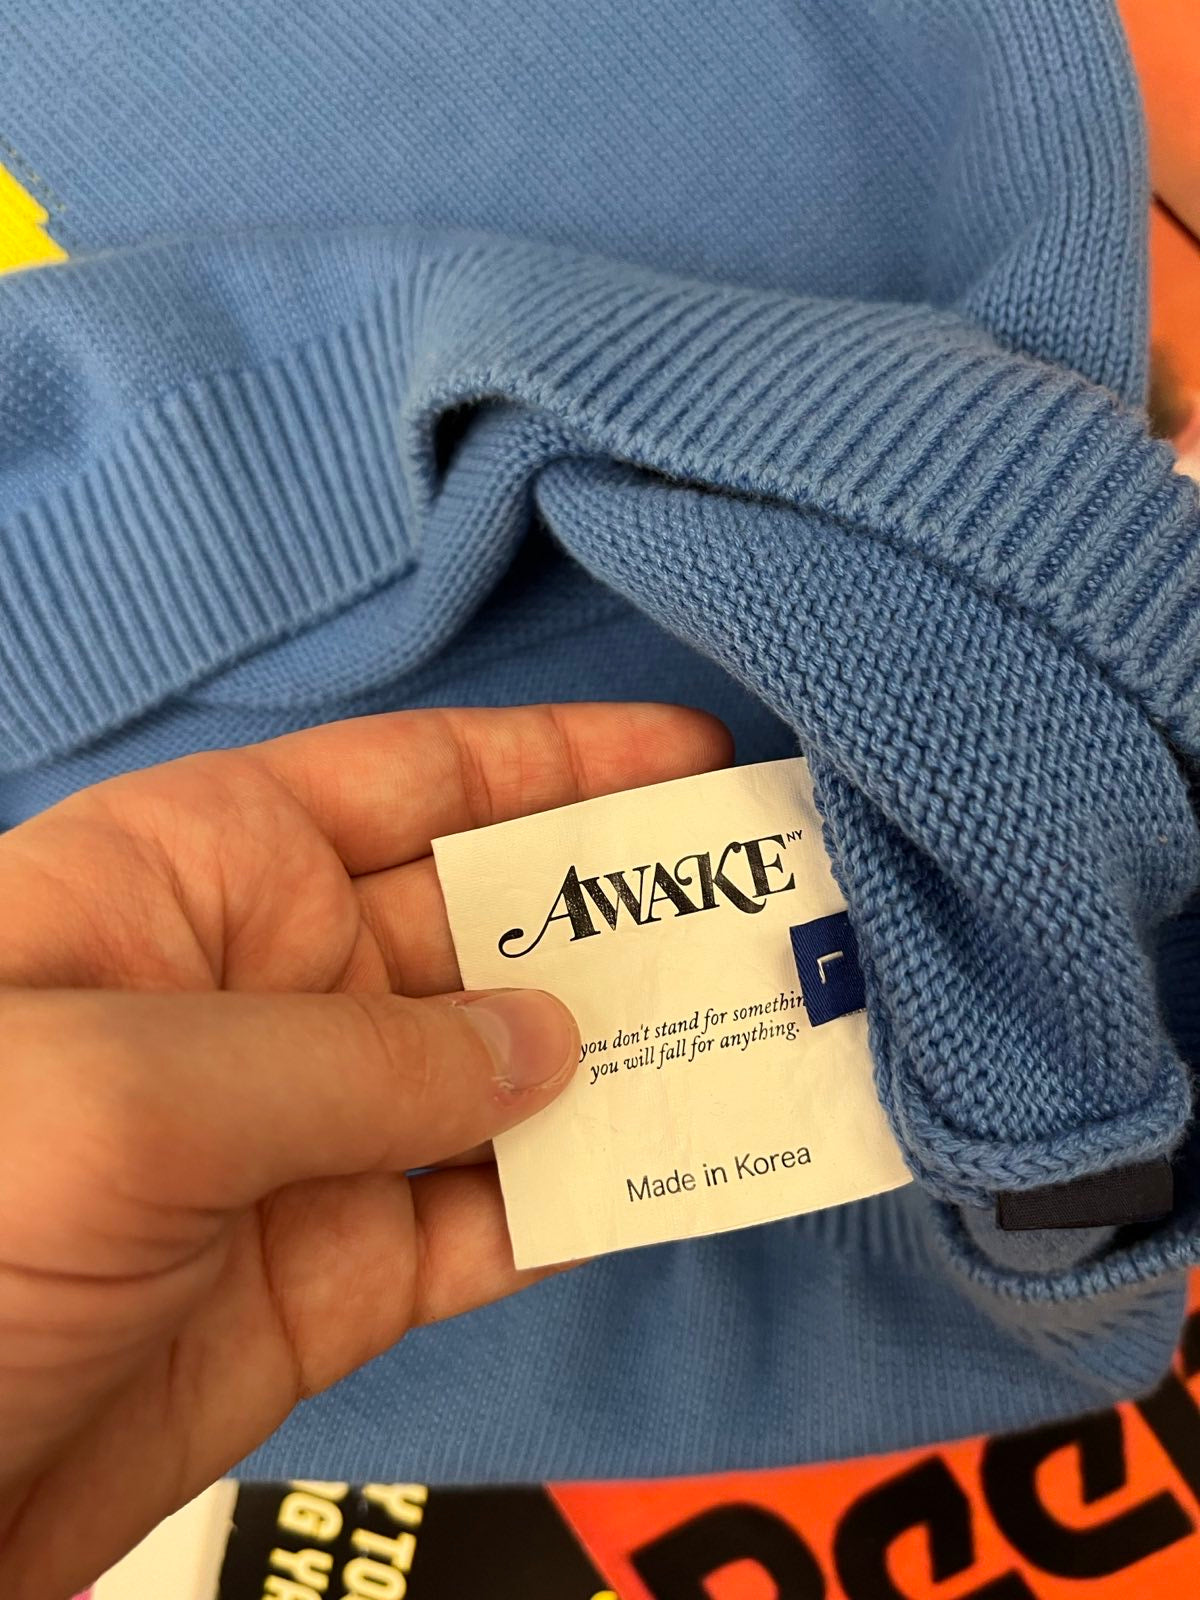 AWAKE NY
L
you don't stand for somethin
you will fall for anything.
Made in Korea